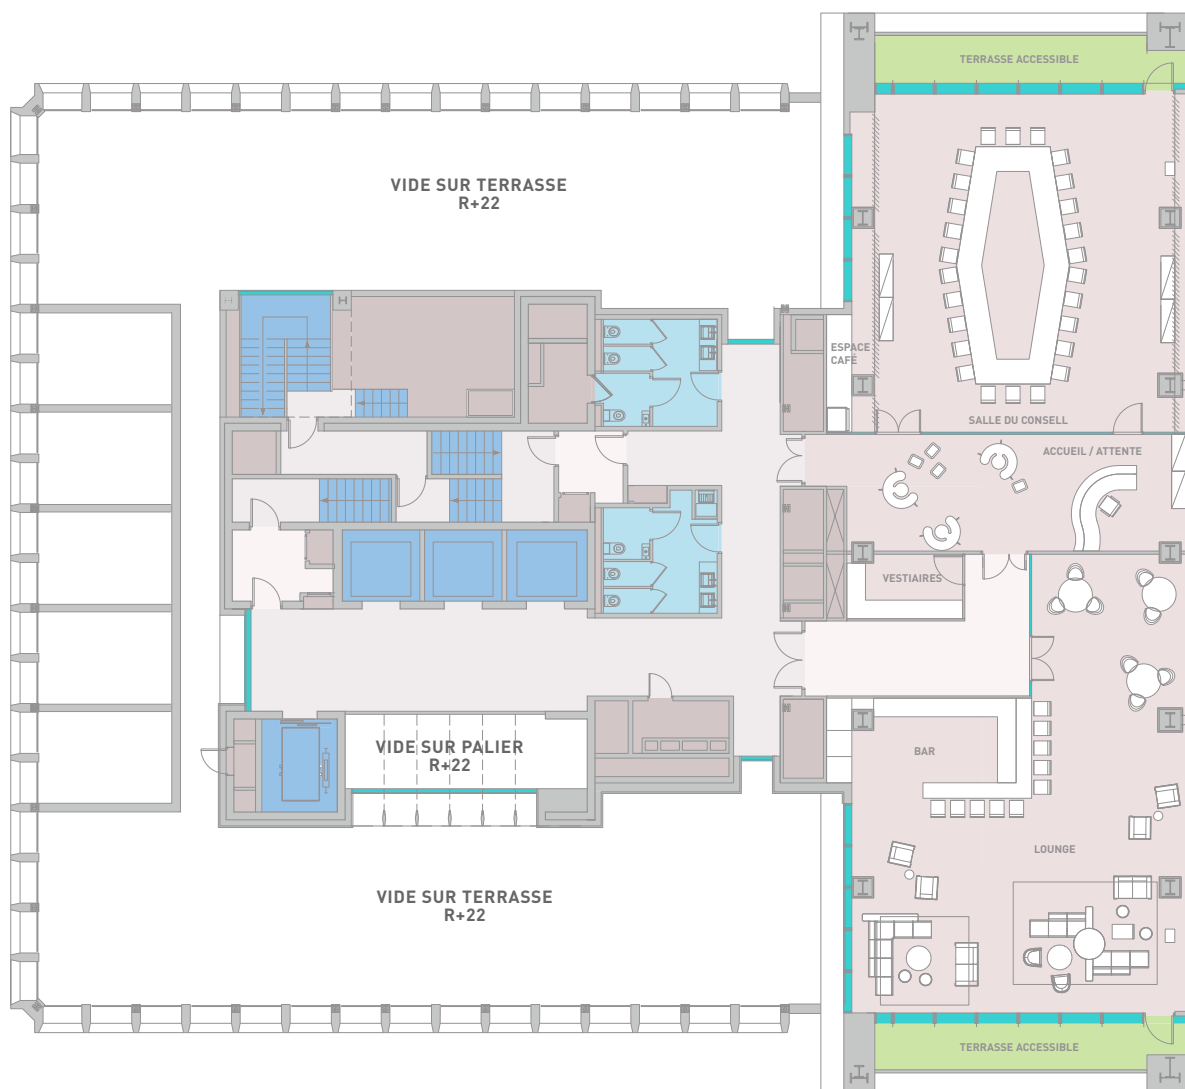 TERRASSE ACCESSIBLE
VIDE SUR TERRASSE
R+22
ESPACE
CAFÉ
SALLE DU CONSELL
ACCUEIL / ATTENTE
VESTIAIRES
VIDE SUR PALIER
R+22
BAR
LOUNGE
VIDE SUR TERRASSE
R+22
TERRASSE ACCESSIBLE